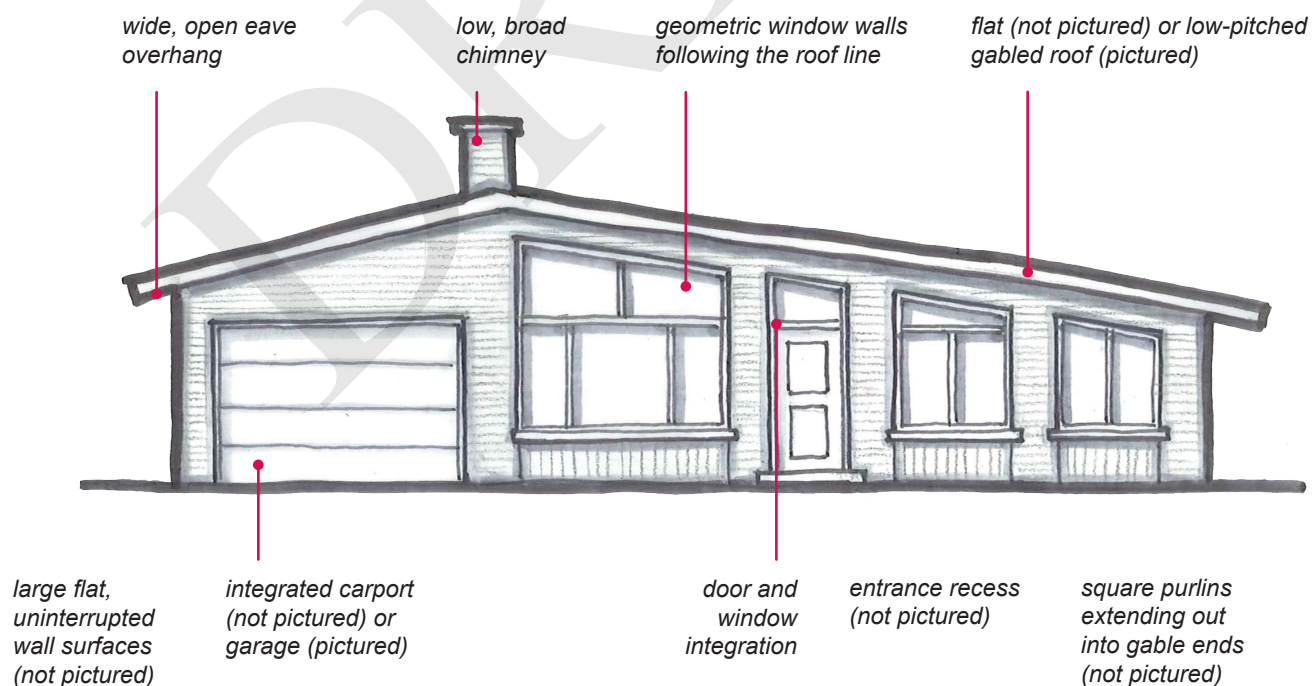 wide, open eave
overhang
low, broad
chimney
geometric window walls
following the roof line
flat (not pictured) or low-pitched
gabled roof (pictured)
DR
large flat,
uninterrupted
wall surfaces
(not pictured)
integrated carport
(not pictured) or
garage (pictured)
door and
window
integration
entrance recess
(not pictured)
square purlins
extending out
into gable ends
(not pictured)